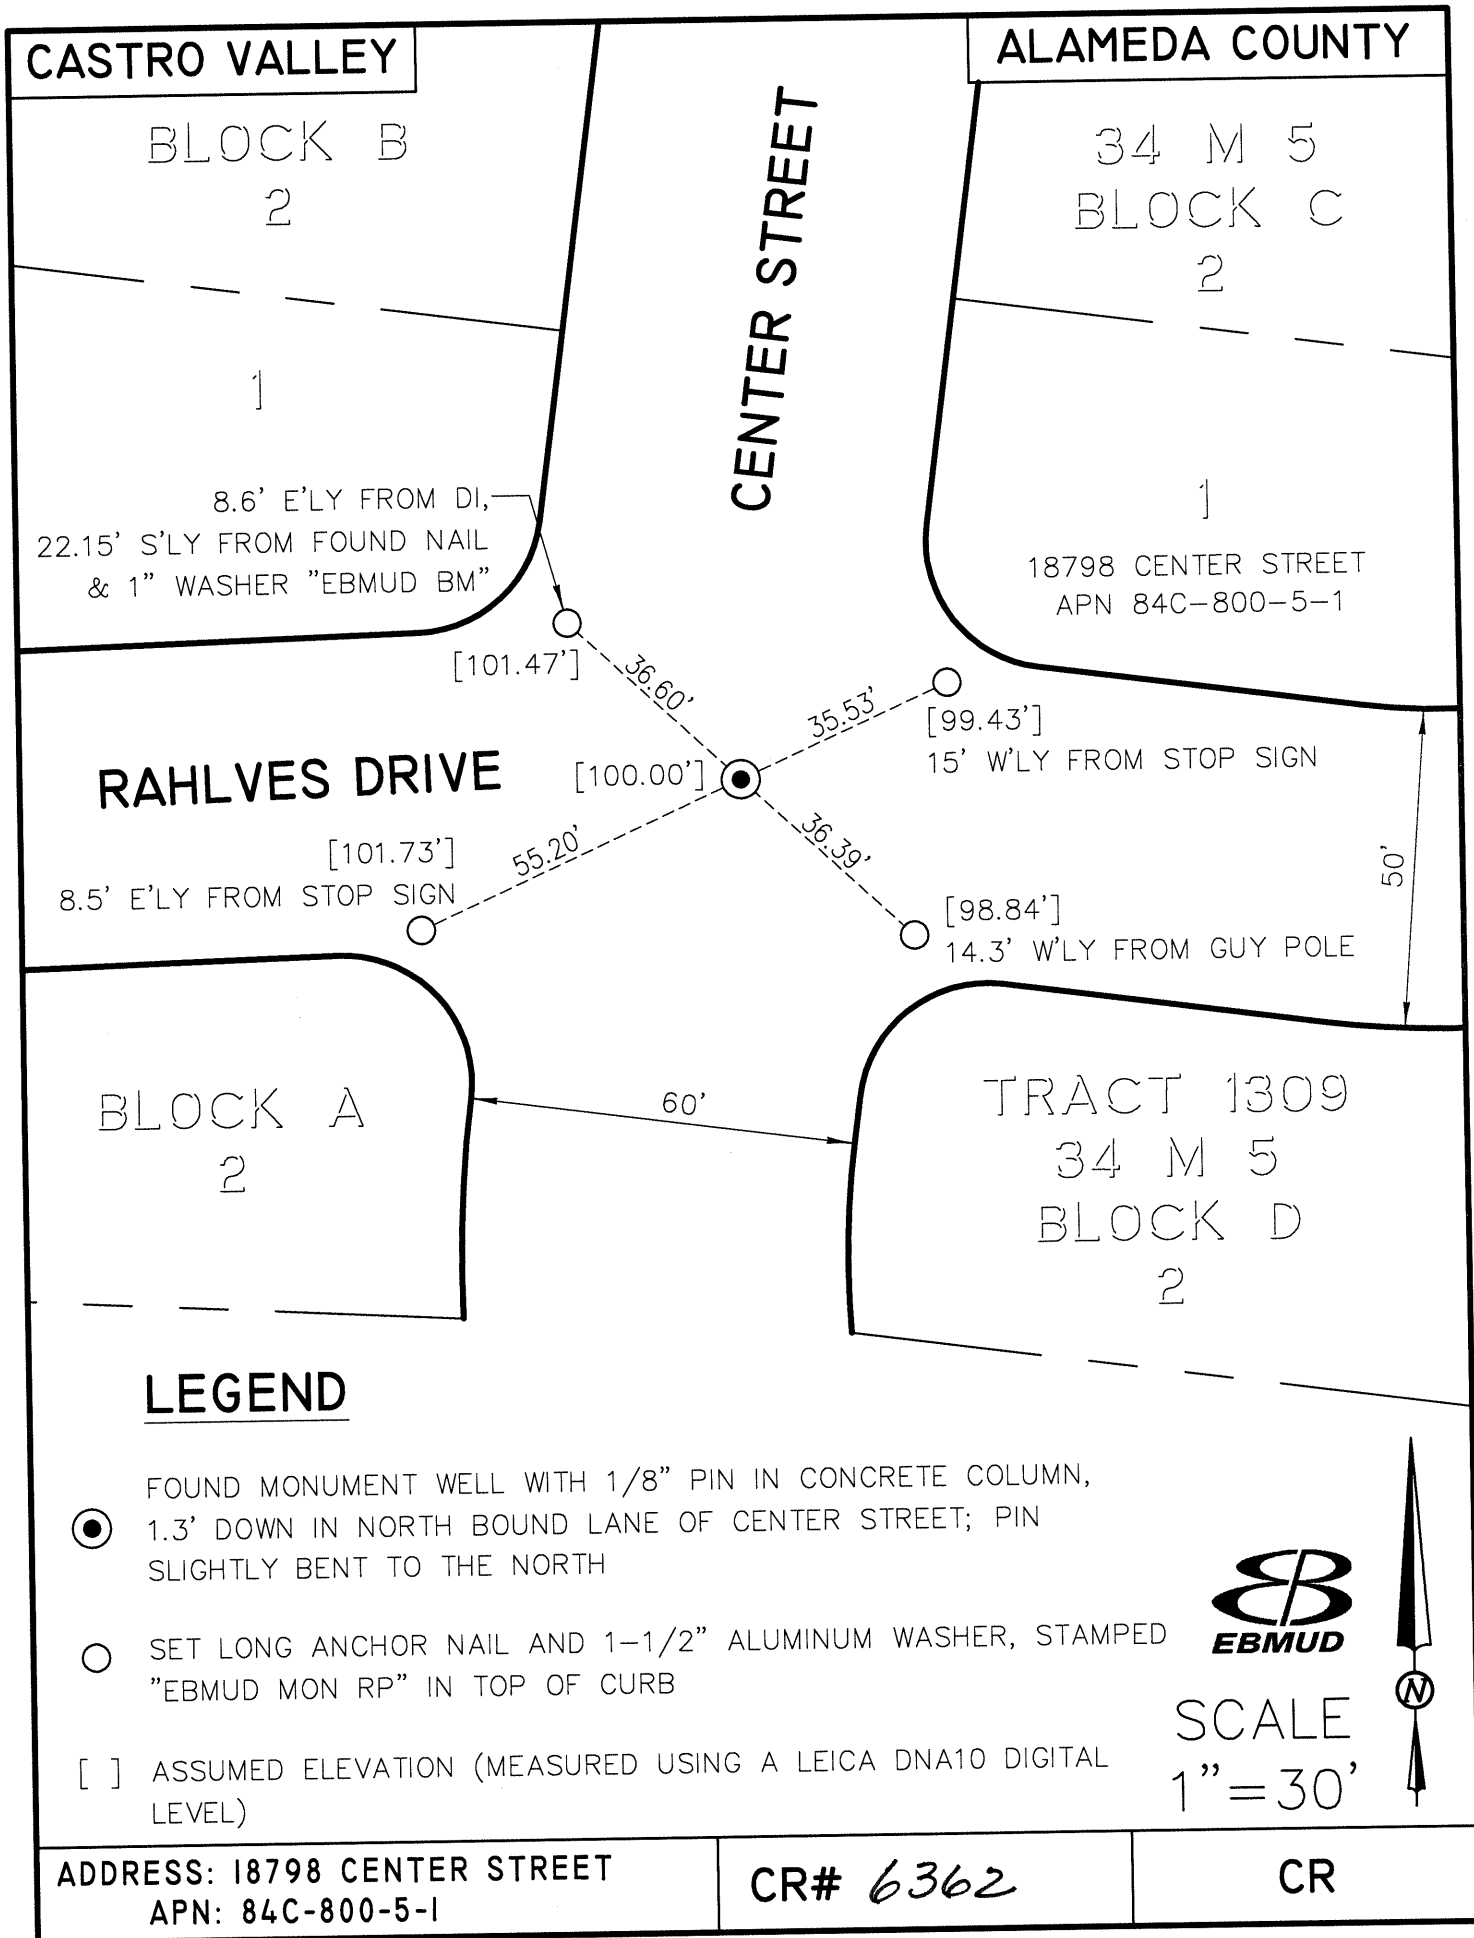 CASTRO VALLEY
ALAMEDA COUNTY
BLOCK B
2
1
CENTER STREET
34 M 5
BLOCK C
2
1
18798 CENTER STREET
APN 84C-800-5-1
8.6' E'LY FROM DI,
22.15' S'LY FROM FOUND NAIL
& 1" WASHER "EBMUD BM"
[101.47']
36.60'
35.53'
[99.43']
15' W'LY FROM STOP SIGN
RAHLVES DRIVE
[100.00']
[101.73']
8.5' E'LY FROM STOP SIGN
55.20'
36.39'
[98.84']
14.3' W'LY FROM GUY POLE
50'
BLOCK A
2
60'
TRACT 1309
34 M 5
BLOCK D
2
LEGEND
FOUND MONUMENT WELL WITH 1/8" PIN IN CONCRETE COLUMN,
1.3' DOWN IN NORTH BOUND LANE OF CENTER STREET; PIN
SLIGHTLY BENT TO THE NORTH
SET LONG ANCHOR NAIL AND 1-1/2" ALUMINUM WASHER, STAMPED
"EBMUD MON RP" IN TOP OF CURB
[ ] ASSUMED ELEVATION (MEASURED USING A LEICA DNA10 DIGITAL
LEVEL)
EBMUD
N
SCALE
1"=30'
ADDRESS: 18798 CENTER STREET
APN: 84C-800-5-1
CR# 6362
CR